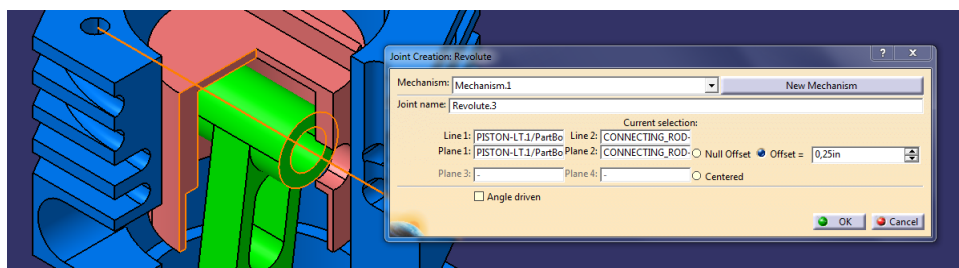 Joint Creation: Revolute
? X
Mechanism: Mechanism.1 New Mechanism
Joint name: Revolute.3
Current selection:
Line 1: PISTON-LT.1/PartBo Line 2: CONNECTING_ROD-
Plane 1: PISTON-LT.1/PartBo Plane 2: CONNECTING_ROD- Null Offset Offset = 0,25in
Plane 3: - Plane 4: - Centered
Angle driven
OK Cancel